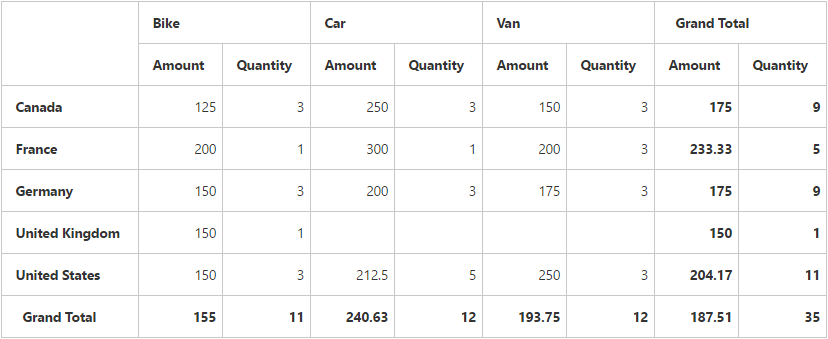 Bike Car Van Grand Total
Amount Quantity Amount Quantity Amount Quantity Amount Quantity
Canada 125 3 250 3 150 3 175 9
France 200 1 300 1 200 3 233.33 5
Germany 150 3 200 3 175 3 175 9
United Kingdom 150 1 150 1
United States 150 3 212.5 5 250 3 204.17 11
Grand Total 155 11 240.63 12 193.75 12 187.51 35